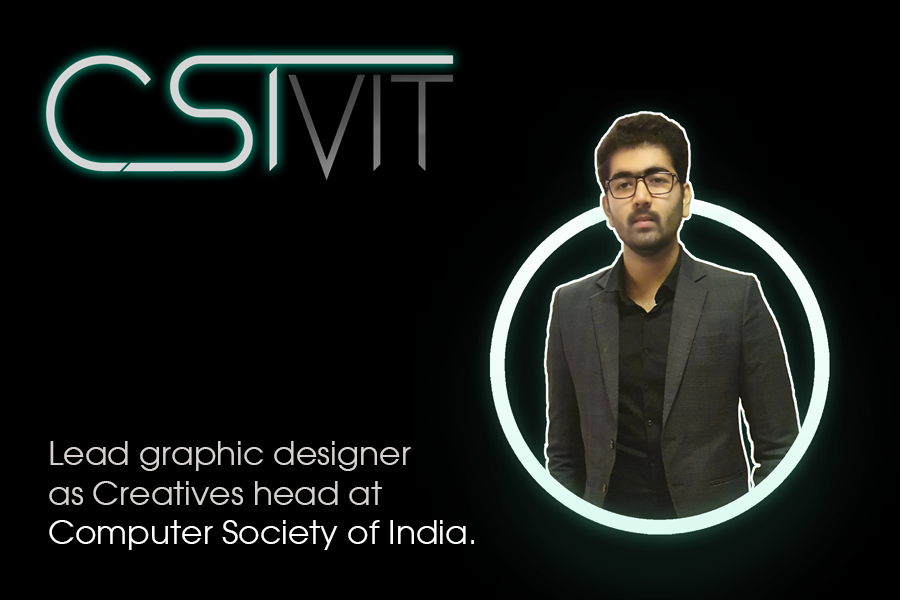 CSIVIT
Lead graphic designer
as Creatives head at
Computer Society of India.